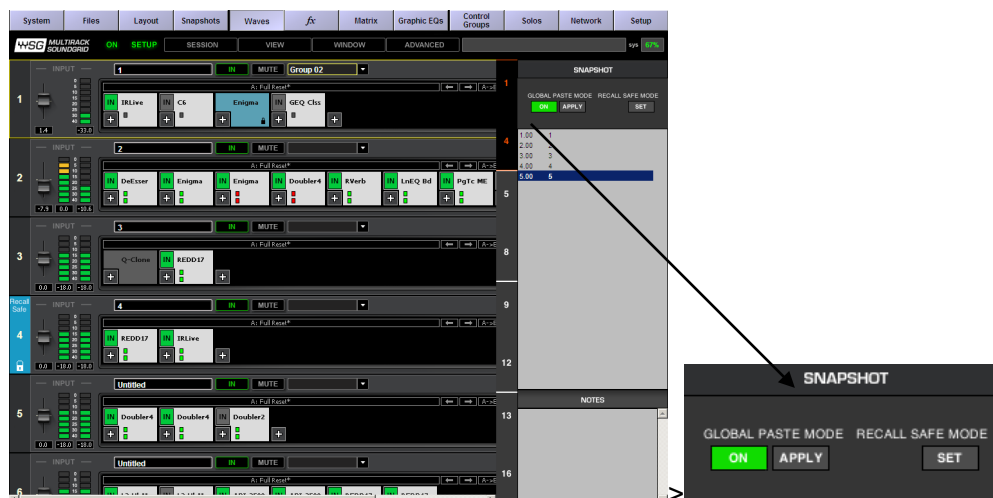 System Files Layout Snapshots Waves fx Matrix Graphic EQs Control Groups Solos Network Setup
WSG MULTIRACK SOUNDGRID ON SETUP SESSION VIEW WINDOW ADVANCED sys 67%
INPUT 1 IN MUTE Group 02
A: Full Reset*
1 IN IRLive IN C6 Enigma IN GEQ Clss
1.4 -33.0
INPUT 2 IN MUTE
A: Full Reset*
2 IN DeEsser IN Enigma IN Enigma IN Doubler4 IN RVerb IN LnEQ Bd IN PgTc ME
-7.9 0.0 -10.6
INPUT 3 IN MUTE
A: Full Reset*
3 Q-Clone IN REDD17
0.0 -18.0 -18.0
Recall Safe
INPUT 4 IN MUTE
A: Full Reset*
4 IN REDD17 IN IRLive
0.0 -18.0 -18.0
INPUT Untitled IN MUTE
A: Full Reset*
5 IN Doubler4 IN Doubler4 IN Doubler2
0.0 -18.0 -18.0
INPUT Untitled IN MUTE
A: Full Reset*
6
1
4
5
8
9
12
13
16
SNAPSHOT
GLOBAL PASTE MODE RECALL SAFE MODE
ON APPLY SET
1.00 1
2.00 2
3.00 3
4.00 4
5.00 5
NOTES
>
SNAPSHOT
GLOBAL PASTE MODE RECALL SAFE MODE
ON APPLY SET